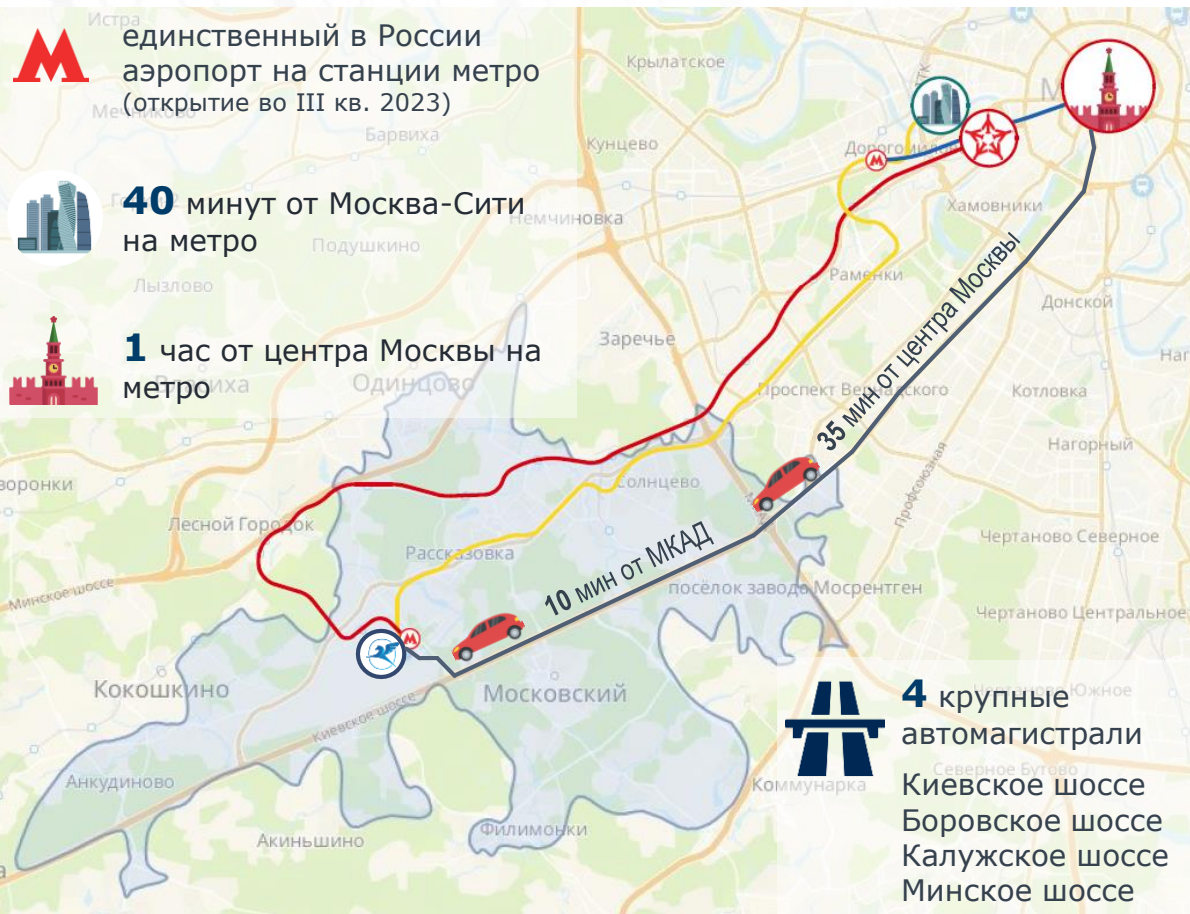 Истра
единственный в России
аэропорт на станции метро
(открытие во III кв. 2023)
Мечниково
Барвиха
Крылатское
Кунцево
ТТК
Дорогомилово
Хамовники
40 минут от Москва-Сити
на метро
Немчиновка
Подушкино
Лызлово
Раменки
Донской
1 час от центра Москвы на
метро
Одинцово
Заречье
Проспект Вернадского
Котловка
35 мин от центра Москвы
Нагорный
Профсоюзная
воронки
Солнцево
Лесной Городок
Рассказовка
Чертаново Северное
10 мин от МКАД
посёлок завода Мосрентген
Минское шоссе
Чертаново Центральное
Кокошкино
Киевское шоссе
Московский
Чертаново Южное
4 крупные
автомагистрали
Северное Бутово
Анкудиново
Коммунарка
Киевское шоссе
Боровское шоссе
Калужское шоссе
Минское шоссе
Филимонки
Акиньшино